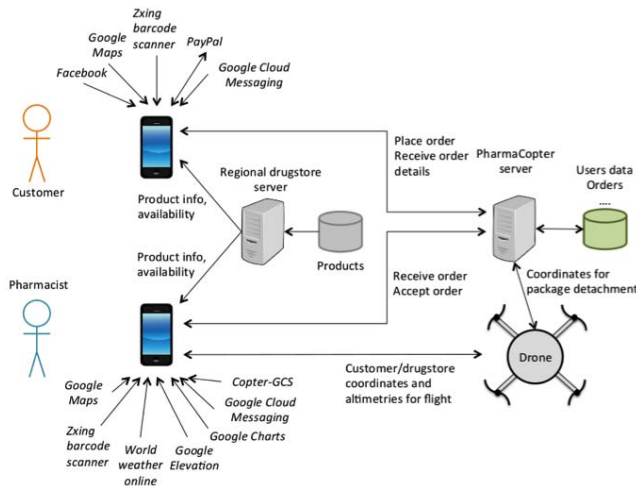 Zxing
barcode
scanner
Google
Maps
PayPal
Facebook
Google Cloud
Messaging
Customer
Place order
Receive order
details
PharmaCopter
server
Users data
Orders
....
Regional drugstore
server
Product info,
availability
Products
Product info,
availability
Receive order
Accept order
Coordinates for
package detachment
Pharmacist
Drone
Customer/drugstore
coordinates and
altimetries for flight
Google
Maps
Zxing
barcode
scanner
World
weather
online
Google
Elevation
Copter-GCS
Google Cloud
Messaging
Google Charts